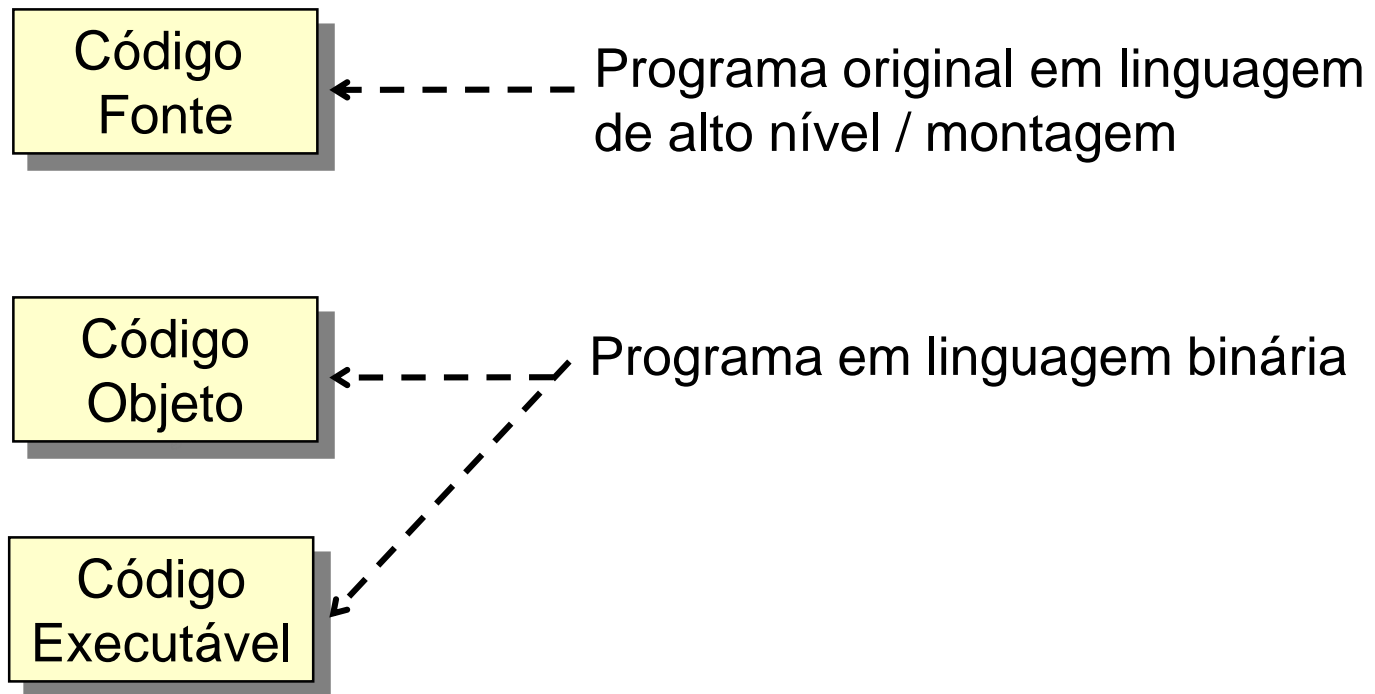 Código
Fonte
Programa original em linguagem
de alto nível / montagem
Código
Objeto
Programa em linguagem binária
Código
Executável